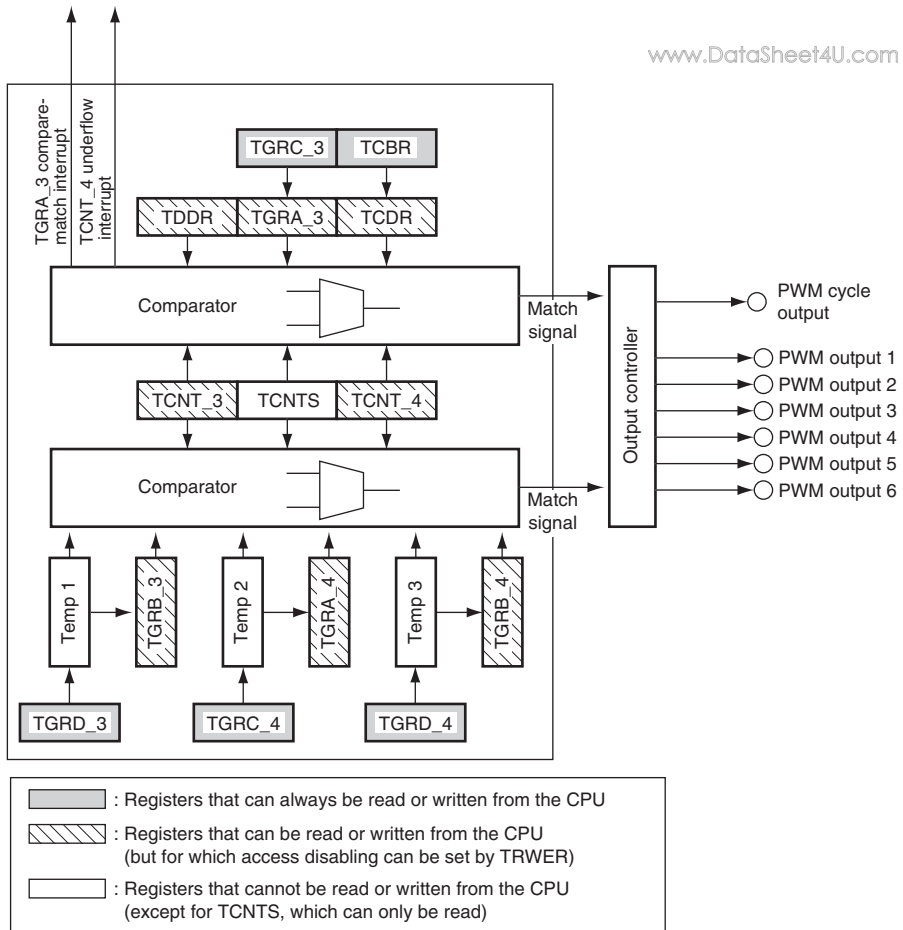 www.DataSheet4U.com
TGRA_3 compare-
match interrupt
TCNT_4 underflow
interrupt
TGRC_3
TCBR
TDDR
TGRA_3
TCDR
Comparator
Match
signal
TCNT_3
TCNTS
TCNT_4
Comparator
Match
signal
Output controller
PWM cycle
output
PWM output 1
PWM output 2
PWM output 3
PWM output 4
PWM output 5
PWM output 6
Temp 1
TGRB_3
Temp 2
TGRA_4
Temp 3
TGRB_4
TGRD_3
TGRC_4
TGRD_4
: Registers that can always be read or written from the CPU
: Registers that can be read or written from the CPU
(but for which access disabling can be set by TRWER)
: Registers that cannot be read or written from the CPU
(except for TCNTS, which can only be read)